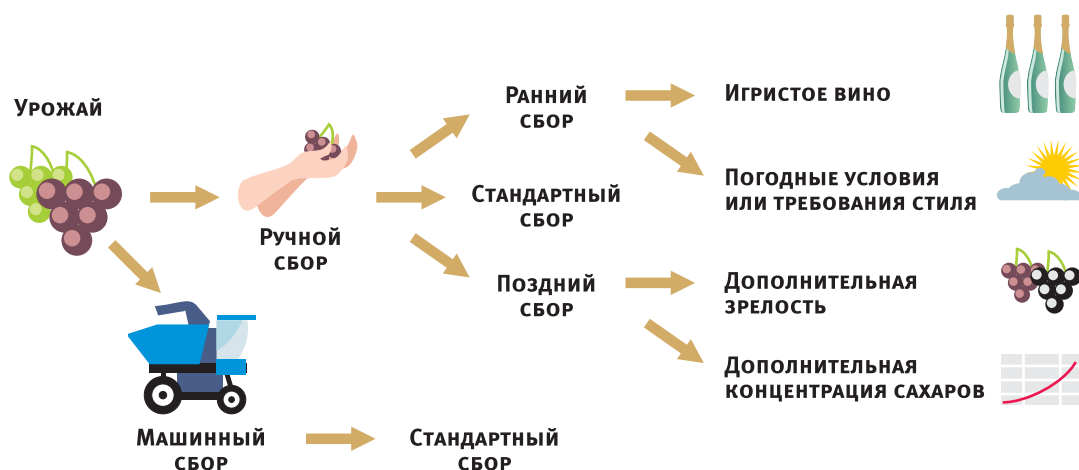 Урожай
Ручной
сбор
Машинный
сбор
Стандартный
сбор
Ранний
сбор
Стандартный
сбор
Поздний
сбор
Игристое вино
Погодные условия
или требования стиля
Дополнительная
зрелость
Дополнительная
концентрация сахаров